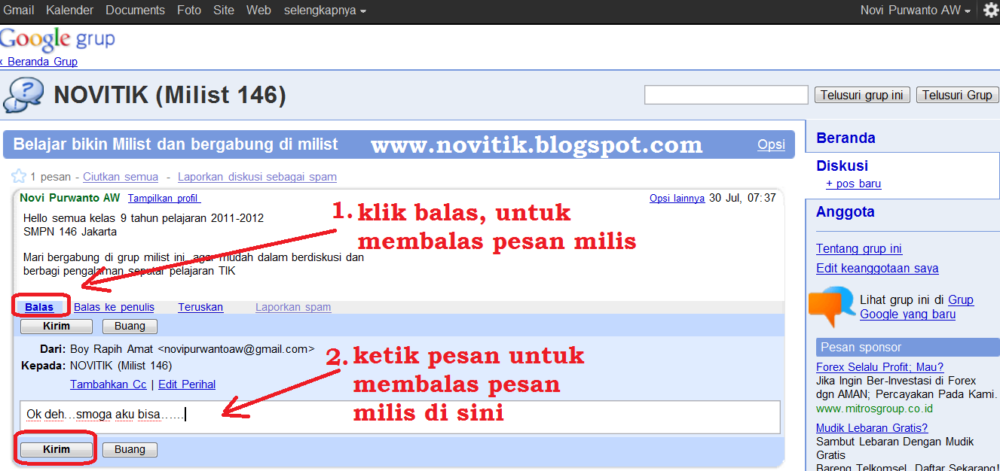 Gmail Kalender Documents Foto Site Web selengkapnya
Novi Purwanto AW
Google grup
« Beranda Grup
NOVITIK (Milist 146)
Telusuri grup ini Telusuri Grup
Belajar bikin Milist dan bergabung di milist www.novitik.blogspot.com Opsi
1 pesan - Ciutkan semua - Laporkan diskusi sebagai spam
Novi Purwanto AW Tampilkan profil Opsi lainnya 30 Jul, 07:37
Hello semua kelas 9 tahun pelajaran 2011-2012
SMPN 146 Jakarta
Mari bergabung di grup milist ini, agar mudah dalam berdiskusi dan
berbagi pengalaman seputar pelajaran TIK
1. klik balas, untuk
membalas pesan milis
Balas Balas ke penulis Teruskan Laporkan spam
Kirim Buang
Dari: Boy Rapih Amat <novipurwantoaw@gmail.com>
Kepada: NOVITIK (Milist 146)
Tambahkan Cc | Edit Perihal
2. ketik pesan untuk
membalas pesan
milis di sini
Ok deh...smoga aku bisa......
Kirim Buang
Beranda
Diskusi
+ pos baru
Anggota
Tentang grup ini
Edit keanggotaan saya
Lihat grup ini di Grup
Google yang baru
Pesan sponsor
Forex Selalu Profit; Mau?
Jika Ingin Ber-Investasi di Forex
dgn AMAN; Percayakan Pada Kami.
www.mitrosgroup.co.id
Mudik Lebaran Gratis?
Sambut Lebaran Dengan Mudik
Gratis
Bareng Telkomsel. Daftar Sekarang!